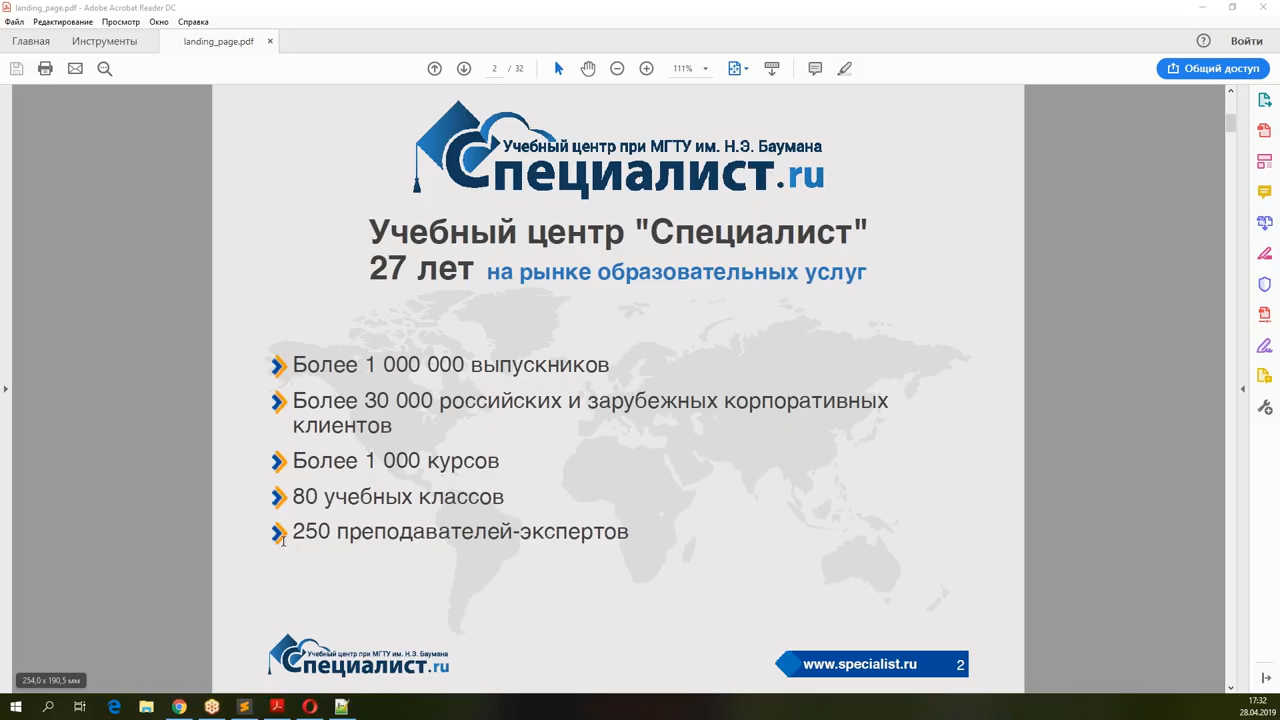 landing_page.pdf - Adobe Acrobat Reader DC
Файл Редактирование Просмотр Окно Справка
Главная Инструменты landing_page.pdf × Войти
2 / 32 111% Общий доступ
Учебный центр при МГТУ им. Н.Э. Баумана
Специалист.ru
Учебный центр "Специалист"
27 лет на рынке образовательных услуг
Более 1 000 000 выпускников
Более 30 000 российских и зарубежных корпоративных
клиентов
Более 1 000 курсов
80 учебных классов
250 преподавателей-экспертов
Учебный центр при МГТУ им. Н.Э. Баумана
Специалист.ru
www.specialist.ru 2
254,0 x 190,5 мм
17:32
28.04.2019